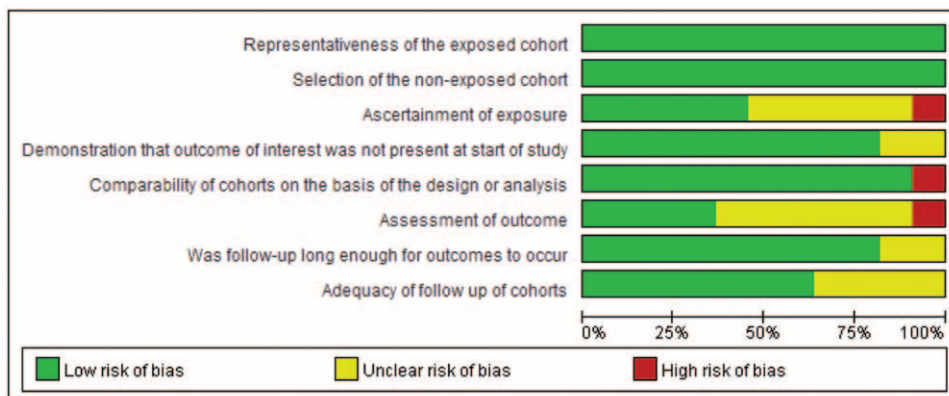 Representativeness of the exposed cohort
Selection of the non-exposed cohort
Ascertainment of exposure
Demonstration that outcome of interest was not present at start of study
Comparability of cohorts on the basis of the design or analysis
Assessment of outcome
Was follow-up long enough for outcomes to occur
Adequacy of follow up of cohorts
0% 25% 50% 75% 100%
Low risk of bias Unclear risk of bias High risk of bias